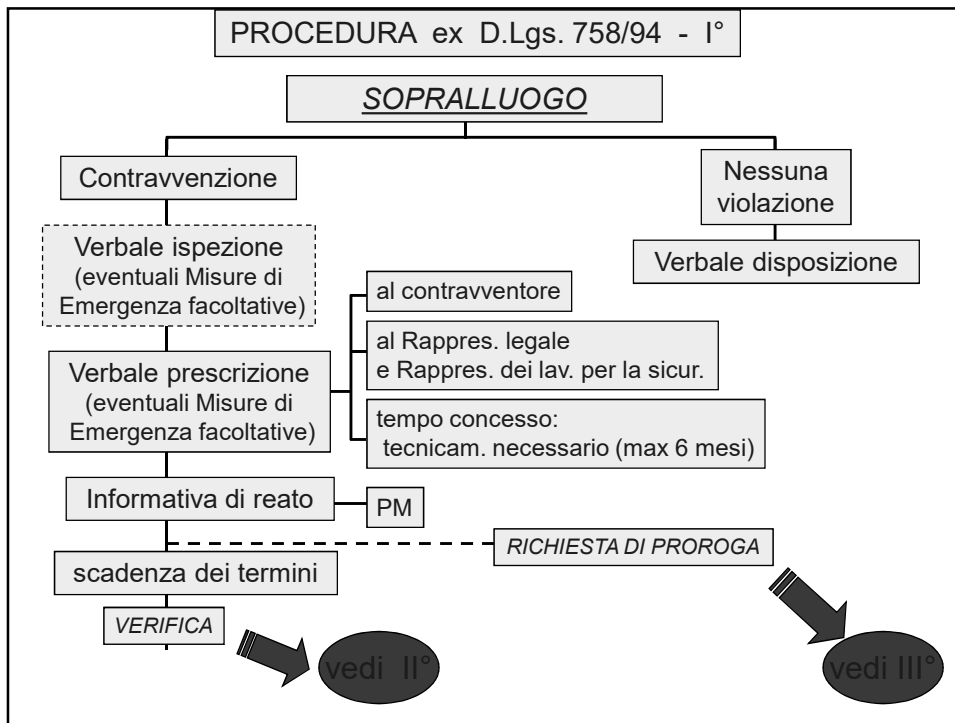 PROCEDURA ex D.Lgs. 758/94 - I°
SOPRALLUOGO
Contravvenzione
Nessuna
violazione
Verbale ispezione
(eventuali Misure di
Emergenza facoltative)
Verbale disposizione
al contravventore
al Rappres. legale
e Rappres. dei lav. per la sicur.
Verbale prescrizione
(eventuali Misure di
Emergenza facoltative)
tempo concesso:
tecnicam. necessario (max 6 mesi)
Informativa di reato
PM
RICHIESTA DI PROROGA
scadenza dei termini
VERIFICA
vedi II°
vedi III°